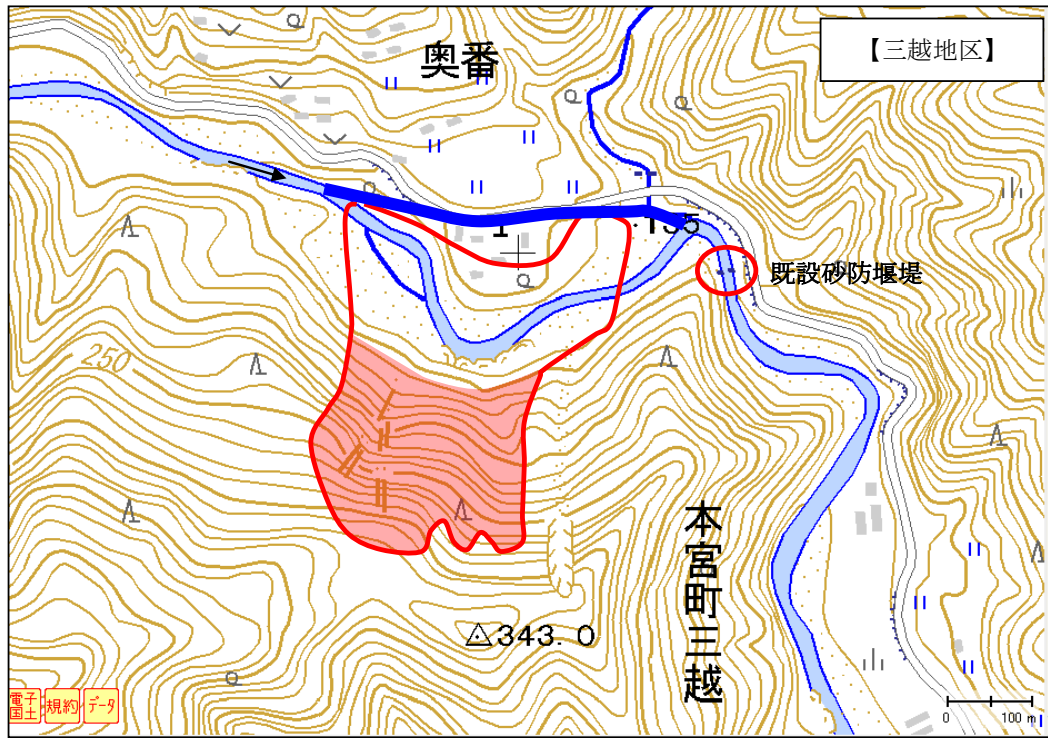 【三越地区】
奥番
・135
既設砂防堰堤
250
本宮町三越
△343.0
電子国土
規約
データ
0 100 m